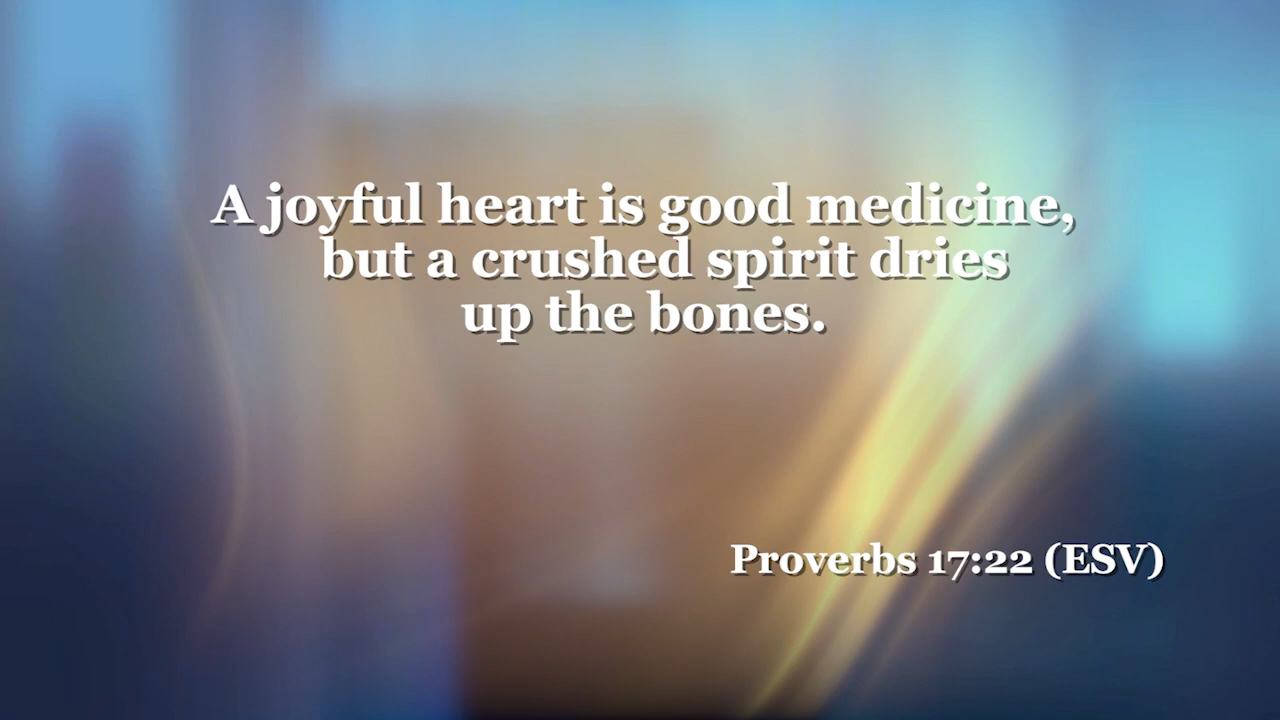 A joyful heart is good medicine,
but a crushed spirit dries
up the bones.
Proverbs 17:22 (ESV)